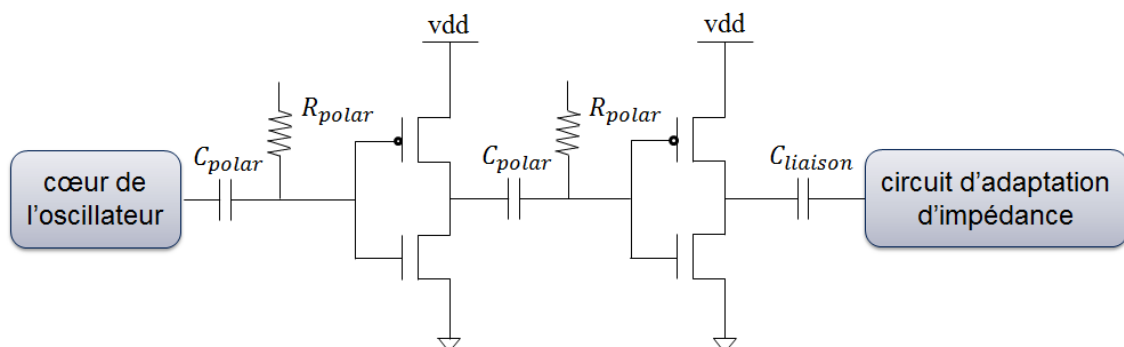 vdd
vdd
R_polar
R_polar
C_polar
C_polar
C_liaison
cœur de
l'oscillateur
circuit d'adaptation
d'impédance